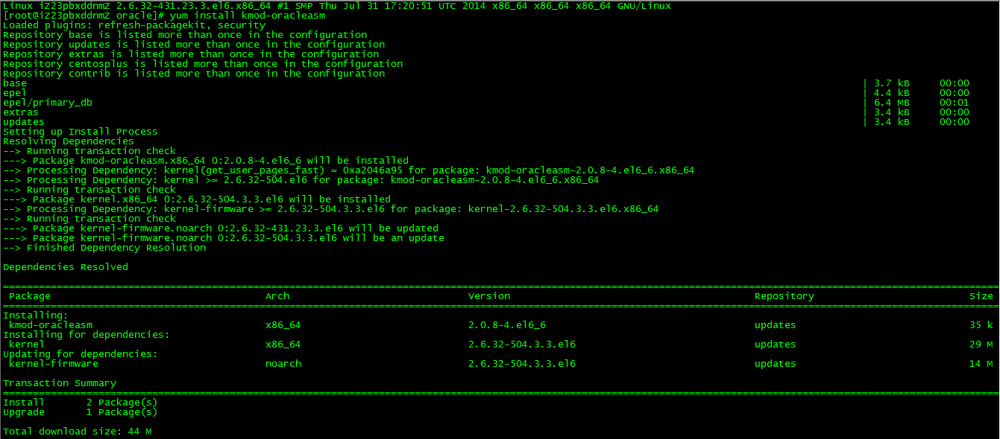 Linux iZ23pbxddnmZ 2.6.32-431.23.3.el6.x86_64 #1 SMP Thu Jul 31 17:20:51 UTC 2014 x86_64 x86_64 x86_64 GNU/Linux
[root@iZ23pbxddnmZ oracle]# yum install kmod-oracleasm
Loaded plugins: refresh-packagekit, security
Repository base is listed more than once in the configuration
Repository updates is listed more than once in the configuration
Repository extras is listed more than once in the configuration
Repository centosplus is listed more than once in the configuration
Repository contrib is listed more than once in the configuration
base | 3.7 kB 00:00
epel | 4.4 kB 00:00
epel/primary_db | 6.4 MB 00:01
extras | 3.4 kB 00:00
updates | 3.4 kB 00:00
Setting up Install Process
Resolving Dependencies
--> Running transaction check
---> Package kmod-oracleasm.x86_64 0:2.0.8-4.el6_6 will be installed
--> Processing Dependency: kernel(get_user_pages_fast) = 0xa2046a95 for package: kmod-oracleasm-2.0.8-4.el6_6.x86_64
--> Processing Dependency: kernel >= 2.6.32-504.el6 for package: kmod-oracleasm-2.0.8-4.el6_6.x86_64
--> Running transaction check
---> Package kernel.x86_64 0:2.6.32-504.3.3.el6 will be installed
--> Processing Dependency: kernel-firmware >= 2.6.32-504.3.3.el6 for package: kernel-2.6.32-504.3.3.el6.x86_64
--> Running transaction check
---> Package kernel-firmware.noarch 0:2.6.32-431.23.3.el6 will be updated
---> Package kernel-firmware.noarch 0:2.6.32-504.3.3.el6 will be an update
--> Finished Dependency Resolution
Dependencies Resolved
Package Arch Version Repository Size
Installing:
kmod-oracleasm x86_64 2.0.8-4.el6_6 updates 35 k
Installing for dependencies:
kernel x86_64 2.6.32-504.3.3.el6 updates 29 M
Updating for dependencies:
kernel-firmware noarch 2.6.32-504.3.3.el6 updates 14 M
Transaction Summary
Install 2 Package(s)
Upgrade 1 Package(s)
Total download size: 44 M